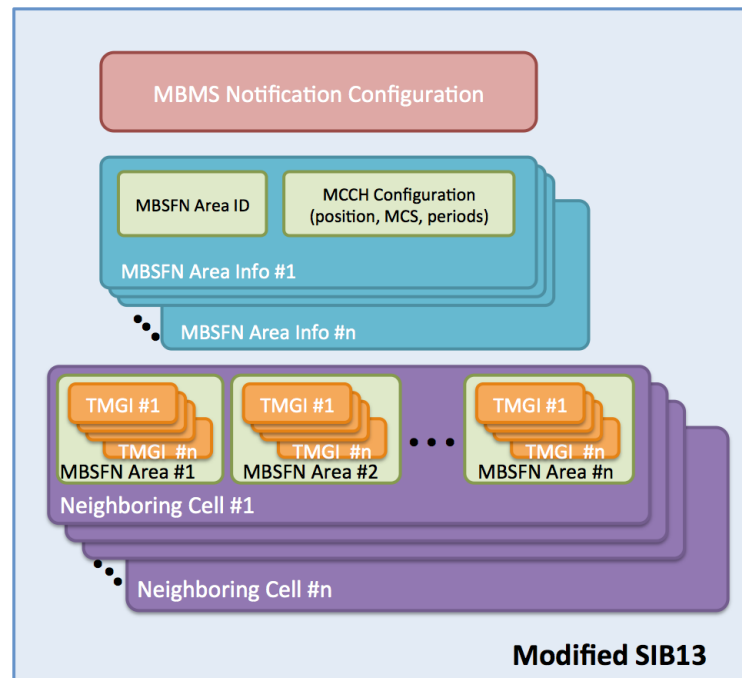 MBMS Notification Configuration
MBSFN Area ID
MCCH Configuration
(position, MCS, periods)
MBSFN Area Info #1
MBSFN Area Info #n
TMGI #1
TMGI #n
MBSFN Area #1
TMGI #1
TMGI #n
MBSFN Area #2
TMGI #1
TMGI #n
MBSFN Area #n
Neighboring Cell #1
Neighboring Cell #n
Modified SIB13